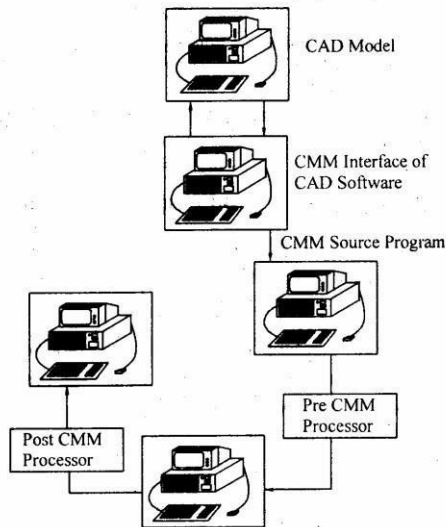 CAD Model
CMM Interface of
CAD Software
CMM Source Program
Pre CMM
Processor
Post CMM
Processor